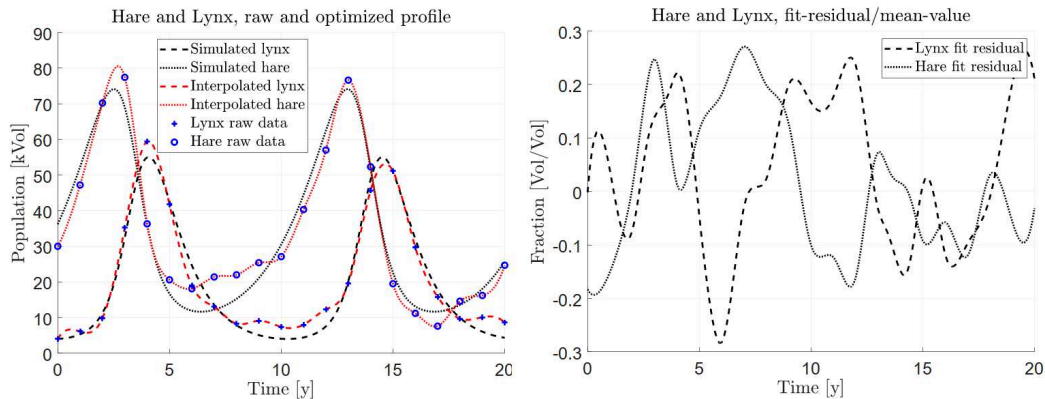 Hare and Lynx, raw and optimized profile
90
80
70
60
50
40
30
20
10
0
Population [kVol]
Simulated lynx
Simulated hare
Interpolated lynx
Interpolated hare
Lynx raw data
Hare raw data
0 5 10 15 20
Time [y]
Hare and Lynx, fit-residual/mean-value
0.3
0.2
0.1
0
-0.1
-0.2
-0.3
Fraction [Vol/Vol]
Lynx fit residual
Hare fit residual
0 5 10 15 20
Time [y]